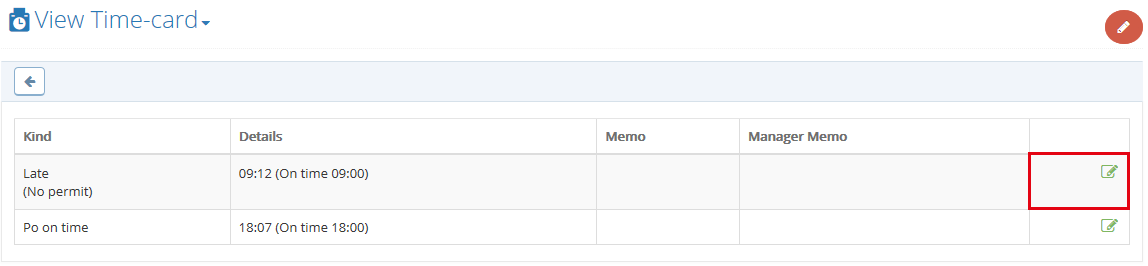 View Time-card
Kind Details Memo Manager Memo
Late 09:12 (On time 09:00)
(No permit)
Po on time 18:07 (On time 18:00)